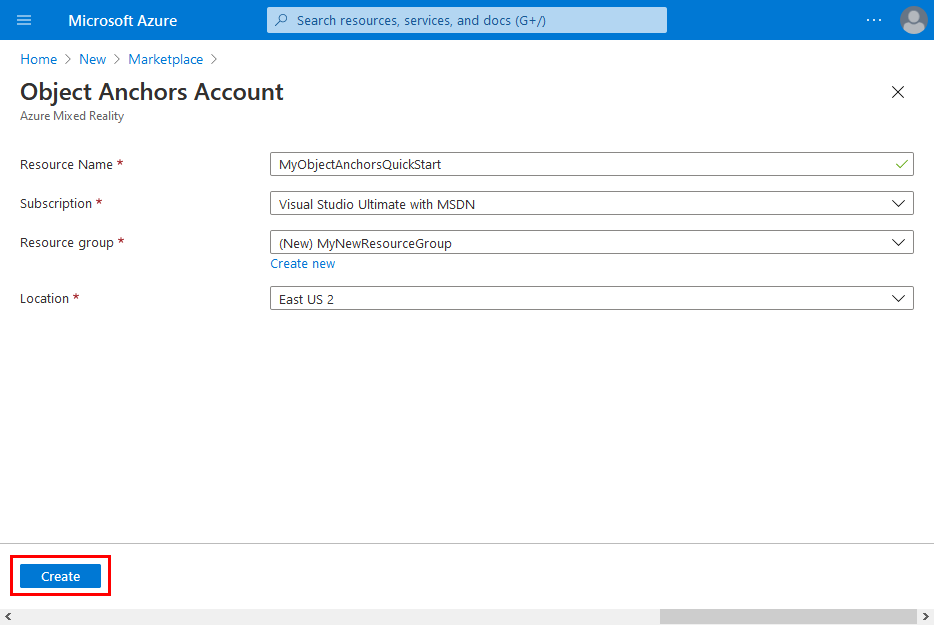 Microsoft Azure
Search resources, services, and docs (G+/)
Home > New > Marketplace >
Object Anchors Account
Azure Mixed Reality
Resource Name *
MyObjectAnchorsQuickStart
Subscription *
Visual Studio Ultimate with MSDN
Resource group *
(New) MyNewResourceGroup
Create new
Location *
East US 2
Create